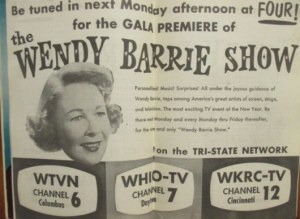 Be tuned in next Monday afternoon at FOUR!
for the GALA PREMIERE of
the
WENDY BARRIE SHOW
Personalities! Music! Surprises! All under the joyous guidance of
Wendy Barrie, tops among America's great artists of screen, stage,
and television. The most exciting TV event of the New Year. Be
there next Monday and every Monday thru Friday thereafter,
for the one and only "Wendy Barrie Show."
on the TRI-STATE NETWORK
WTVN
CHANNEL 6
Columbus
WHIO-TV
CHANNEL 7
Dayton
WKRC-TV
CHANNEL 12
Cincinnati